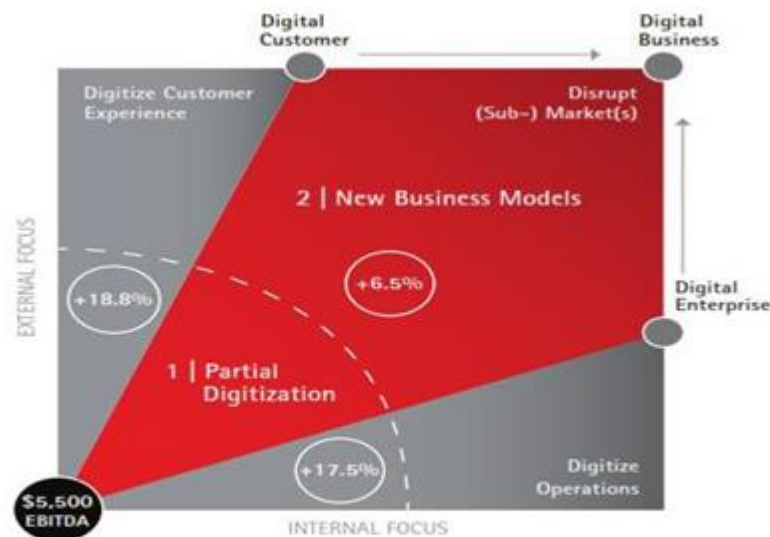 Digital
Customer
Digital
Business
Digitize Customer
Experience
Disrupt
(Sub-) Market(s)
2 | New Business Models
+6.5%
+18.8%
Digital
Enterprise
EXTERNAL FOCUS
1 | Partial
Digitization
+17.5%
Digitize
Operations
$5,500
EBITDA
INTERNAL FOCUS